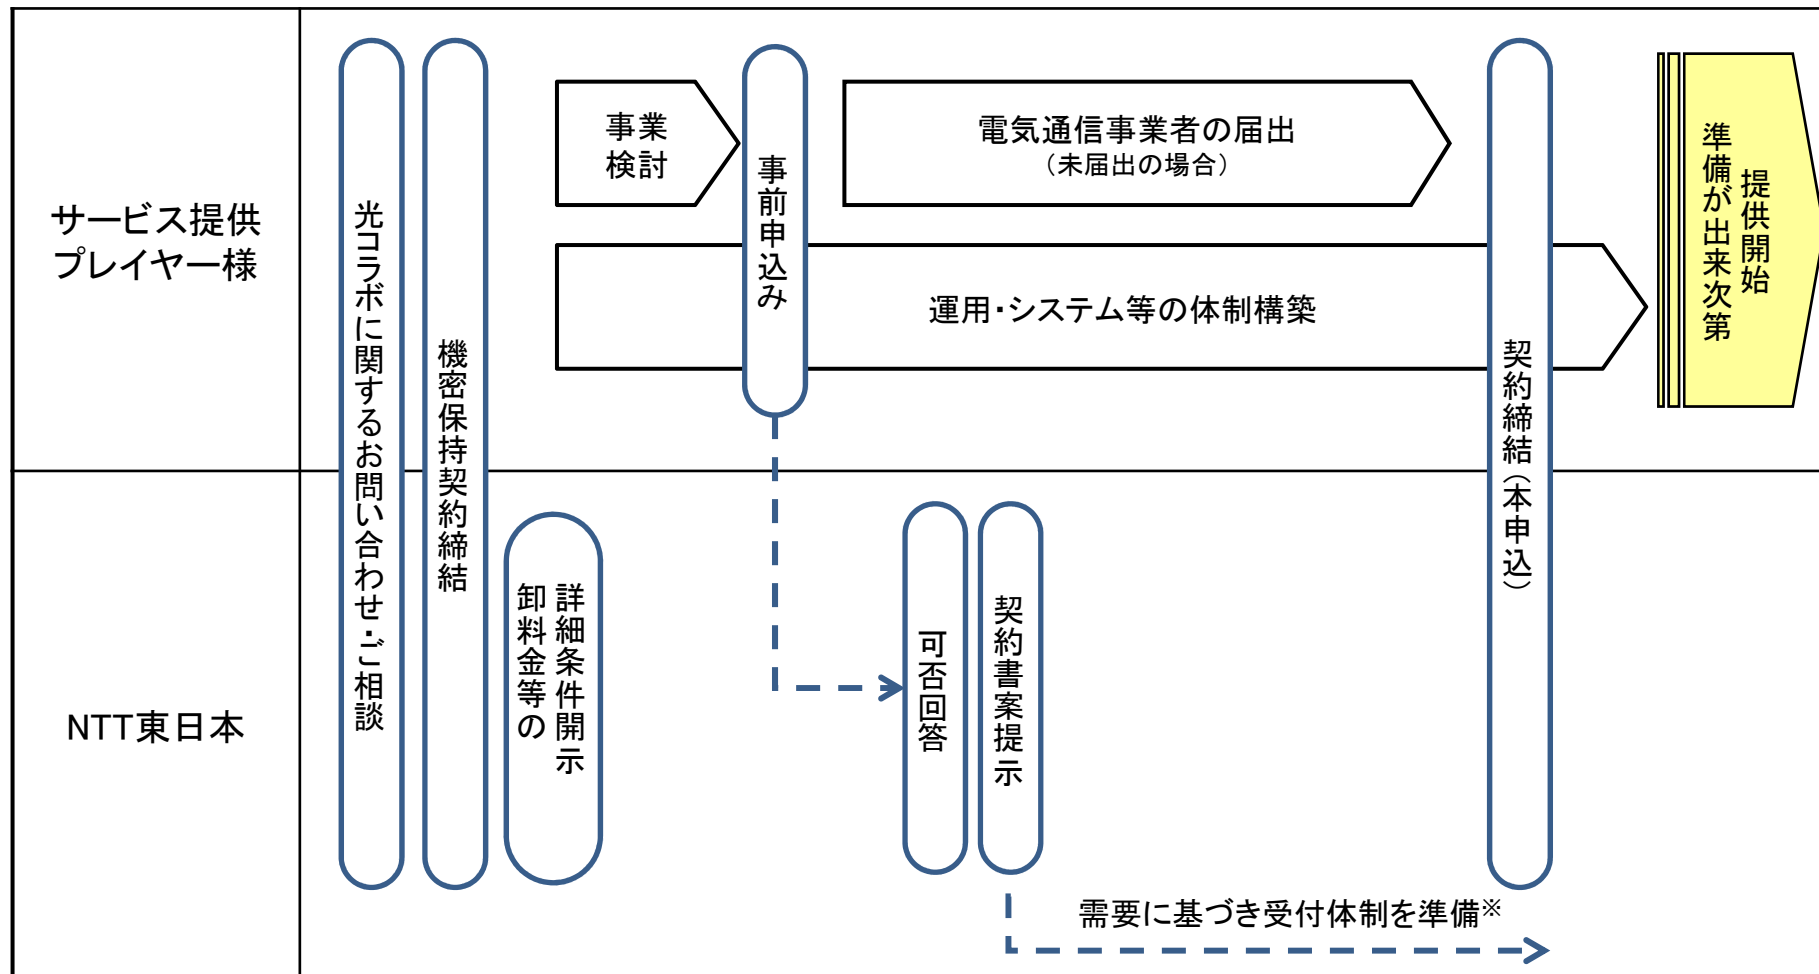 サービス提供
プレイヤー様
光コラボに関するお問い合わせ・ご相談
機密保持契約締結
事業
検討
事前申込み
電気通信事業者の届出
（未届出の場合）
運用・システム等の体制構築
契約締結（本申込）
準備が出来次第
提供開始
NTT東日本
卸料金等の
詳細条件開示
可否回答
契約書案提示
需要に基づき受付体制を準備※